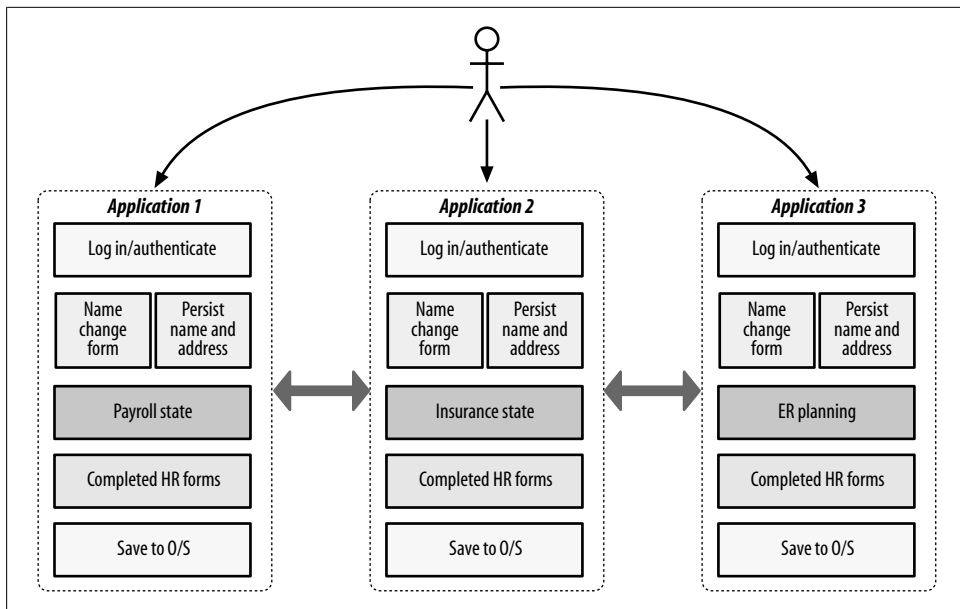 Application 1
Log in/authenticate
Name
change
form
Persist
name and
address
Payroll state
Completed HR forms
Save to O/S
Application 2
Log in/authenticate
Name
change
form
Persist
name and
address
Insurance state
Completed HR forms
Save to O/S
Application 3
Log in/authenticate
Name
change
form
Persist
name and
address
ER planning
Completed HR forms
Save to O/S